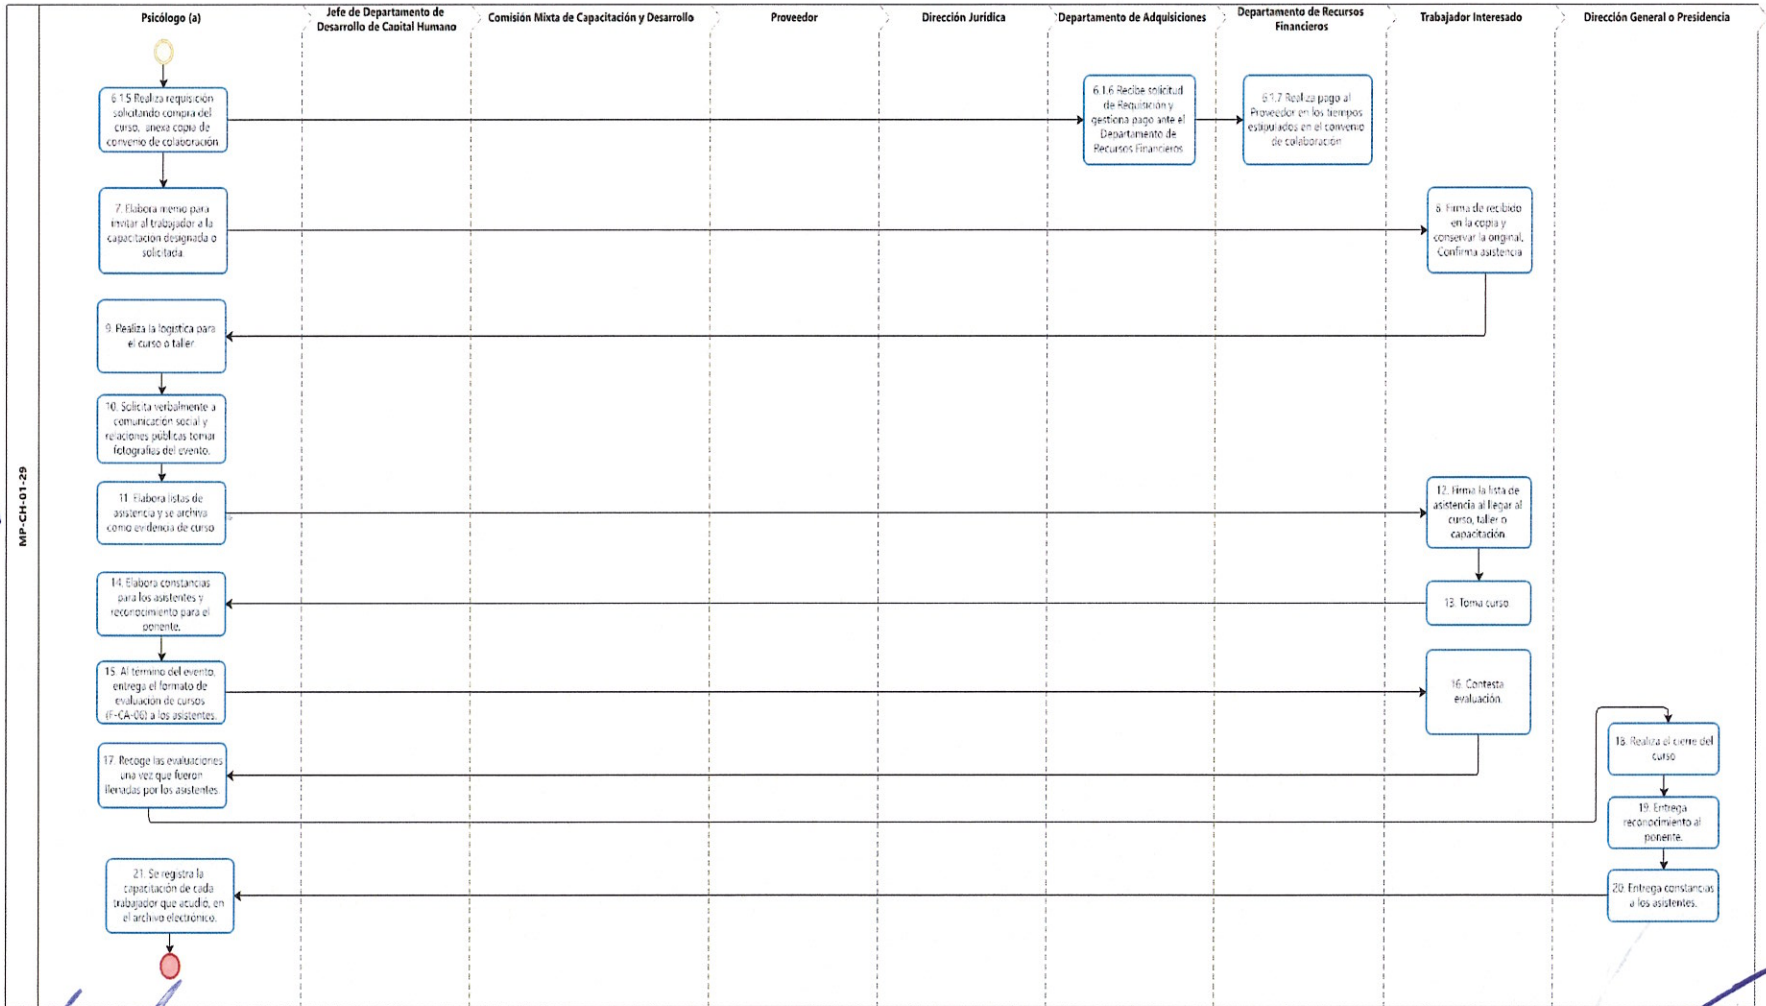 Psicólogo (a)
Jefe de Departamento de
Desarrollo de Capital Humano
Comisión Mixta de Capacitación y Desarrollo
Proveedor
Dirección Jurídica
Departamento de Adquisiciones
Departamento de Recursos
Financieros
Trabajador Interesado
Dirección General o Presidencia
MP-CH-01-29
6.1.5 Realiza requisición
solicitando compra del
curso, anexa copia de
convenio de colaboración
6.1.6 Recibe solicitud
de Requisición y
gestiona pago ante el
Departamento de
Recursos Financieros
6.1.7 Realiza pago al
Proveedor en los tiempos
estipulados en el convenio
de colaboración
7. Elabora memo para
invitar al trabajador a la
capacitación designada o
solicitada.
8. Firma de recibido
en la copia y
conservar la original,
Confirma asistencia
9. Realiza la logística para
el curso o taller
10. Solicita verbalmente a
comunicación social y
relaciones públicas tomar
fotografías del evento.
11. Elabora listas de
asistencia y se archiva
como evidencia de curso
12. Firma la lista de
asistencia al llegar al
curso, taller o
capacitación
14. Elabora constancias
para los asistentes y
reconocimiento para el
ponente.
13. Toma curso
15. Al término del evento,
entrega el formato de
evaluación de cursos
(F-CA-06) a los asistentes.
16. Contesta
evaluación.
17. Recoge las evaluaciones
una vez que fueron
llenadas por los asistentes.
18. Realiza el cierre del
curso
19. Entrega
reconocimiento al
ponente.
20. Entrega constancias
a los asistentes.
21. Se registra la
capacitación de cada
trabajador que acudió, en
el archivo electrónico.